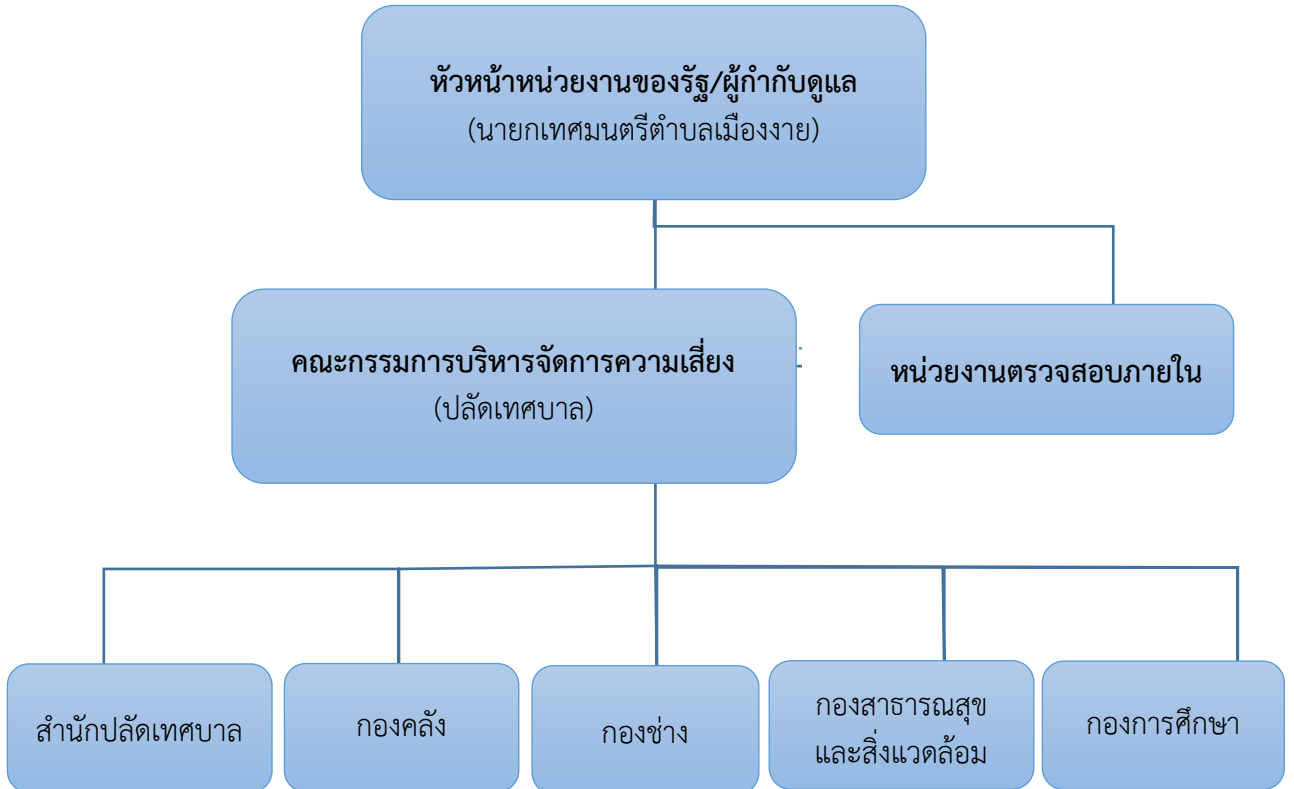 หัวหน้าหน่วยงานของรัฐ/ผู้กำกับดูแล
(นายกเทศมนตรีตำบลเมืองงาย)
คณะกรรมการบริหารจัดการความเสี่ยง
(ปลัดเทศบาล)
หน่วยงานตรวจสอบภายใน
สำนักปลัดเทศบาล
กองคลัง
กองช่าง
กองสาธารณสุข
และสิ่งแวดล้อม
กองการศึกษา